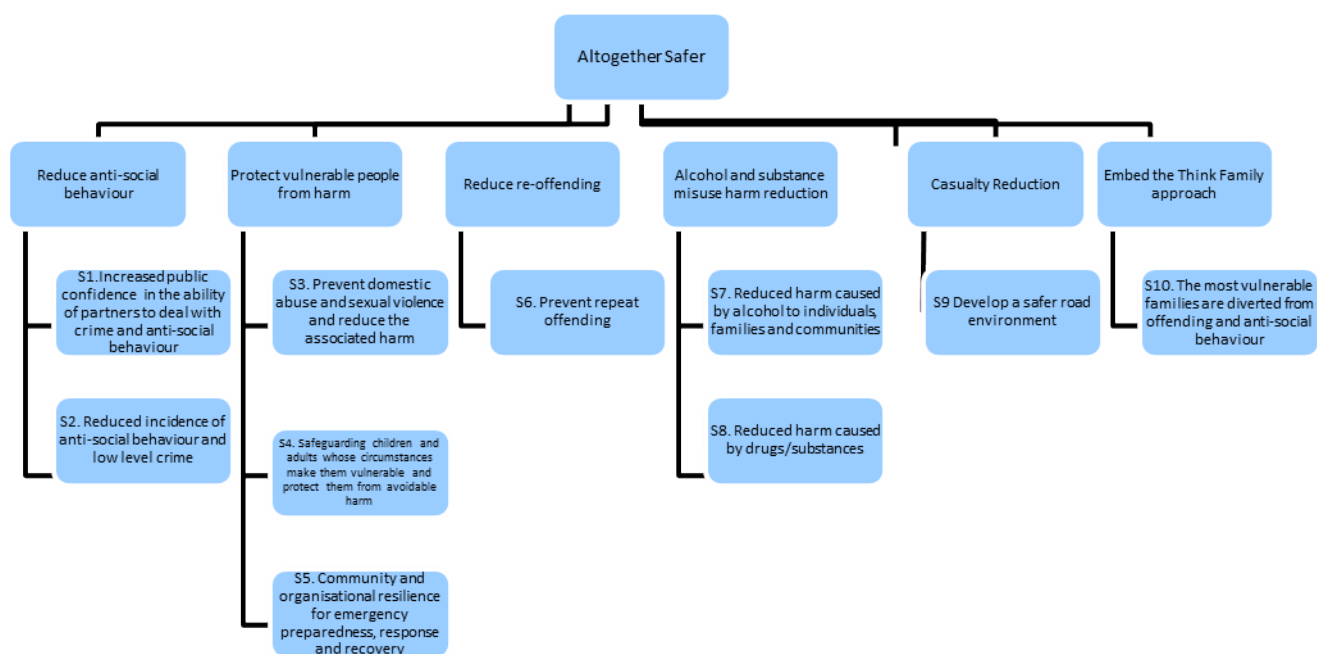 Altogether Safer
Reduce anti-social
behaviour
Protect vulnerable people
from harm
Reduce re-offending
Alcohol and substance
misuse harm reduction
Casualty Reduction
Embed the Think Family
approach
S1.Increased public
confidence in the ability
of partners to deal with
crime and anti-social
behaviour
S2. Reduced incidence of
anti-social behaviour and
low level crime
S3. Prevent domestic
abuse and sexual violence
and reduce the
associated harm
S4. Safeguarding children and
adults whose circumstances
make them vulnerable and
protect them from avoidable
harm
S5. Community and
organisational resilience
for emergency
preparedness, response
and recovery
S6. Prevent repeat
offending
S7. Reduced harm caused
by alcohol to individuals,
families and communities
S8. Reduced harm caused
by drugs/substances
S9 Develop a safer road
environment
S10. The most vulnerable
families are diverted from
offending and anti-social
behaviour